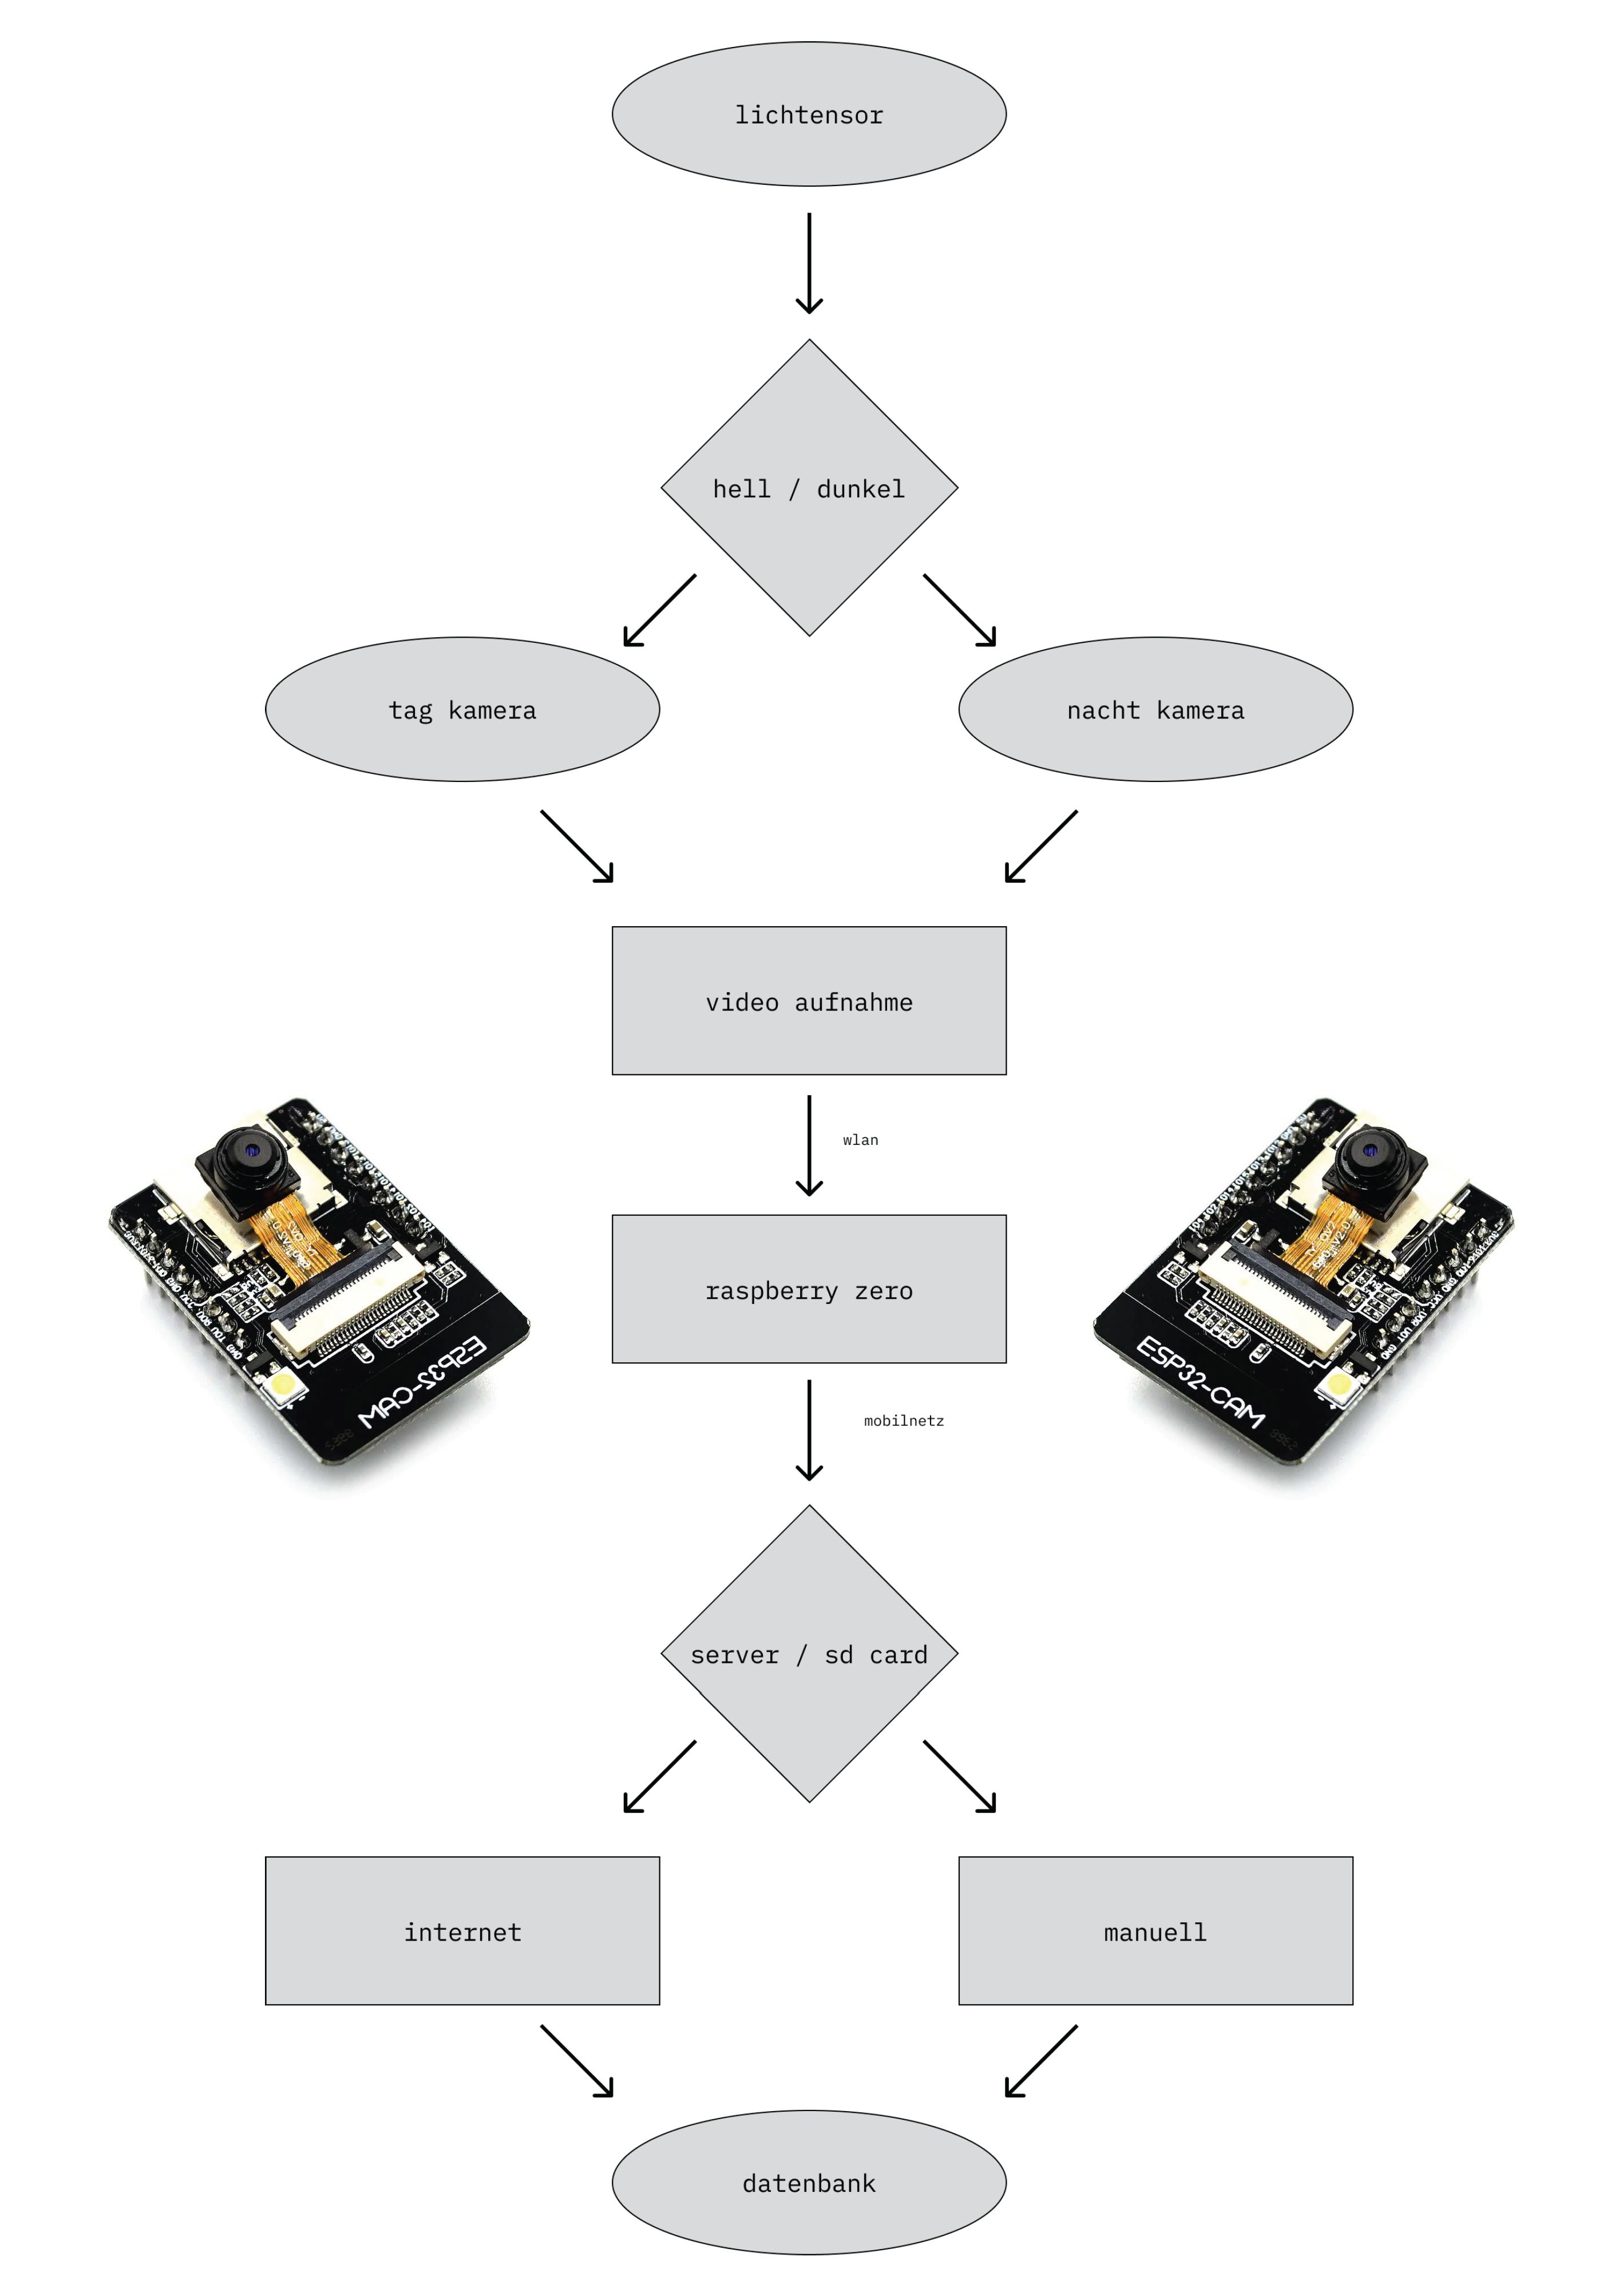 lichtensor
hell / dunkel
tag kamera
nacht kamera
video aufnahme
wlan
raspberry zero
mobilnetz
ESP32-CAM
ESP32-CAM
server / sd card
internet
manuell
datenbank